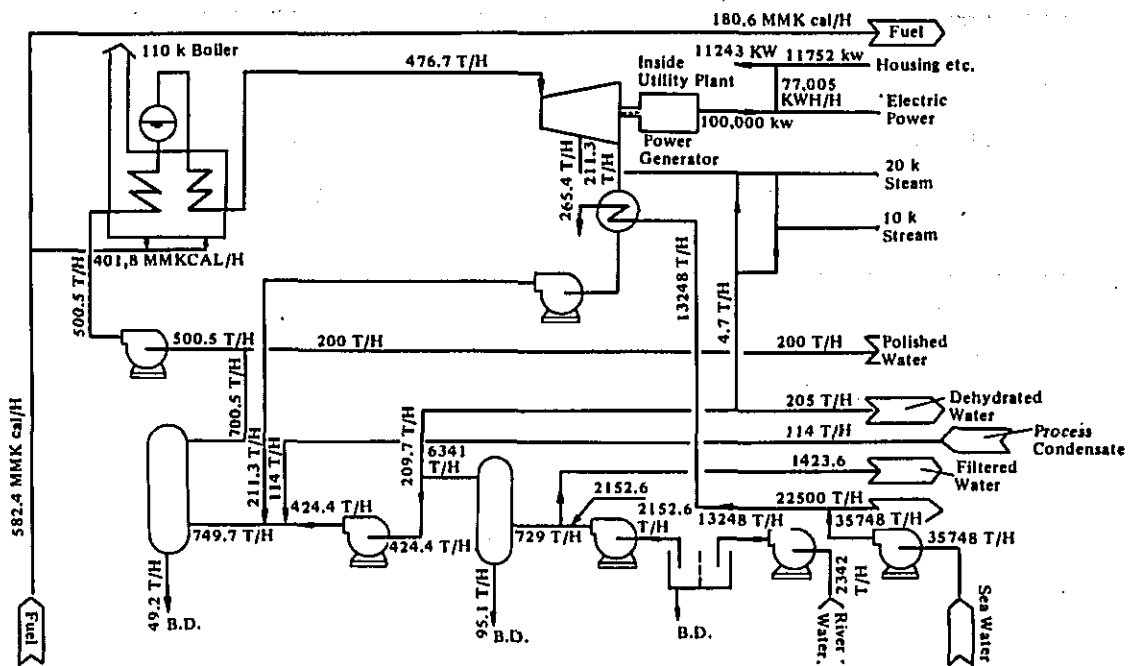 180,6 MMK cal/H
Fuel
110 k Boiler
11243 KW
11752 kw
Housing etc.
476.7 T/H
Inside
Utility Plant
77,005
KWH/H
Electric
Power
100,000 kw
Power
Generator
265.4 T/H
211.3
T/H
20 k
Steam
10 k
Stream
401,8 MMKCAL/H
500.5 T/H
13248 T/H
4.7 T/H
500.5 T/H
200 T/H
200 T/H
Polished
Water
700.5 T/H
582.4 MMK cal/H
205 T/H
Dehydrated
Water
209.7 T/H
114 T/H
Process
Condensate
6341
T/H
211.3 T/H
114 T/H
1423.6
Filtered
Water
2152.6
22500 T/H
424.4 T/H
2152.6
T/H
13248 T/H
35748 T/H
749.7 T/H
424.4 T/H
729 T/H
35748 T/H
2342
T/H
49.2 T/H
95.1 T/H
B.D.
B.D.
B.D.
River
Water.
Sea Water
Fuel